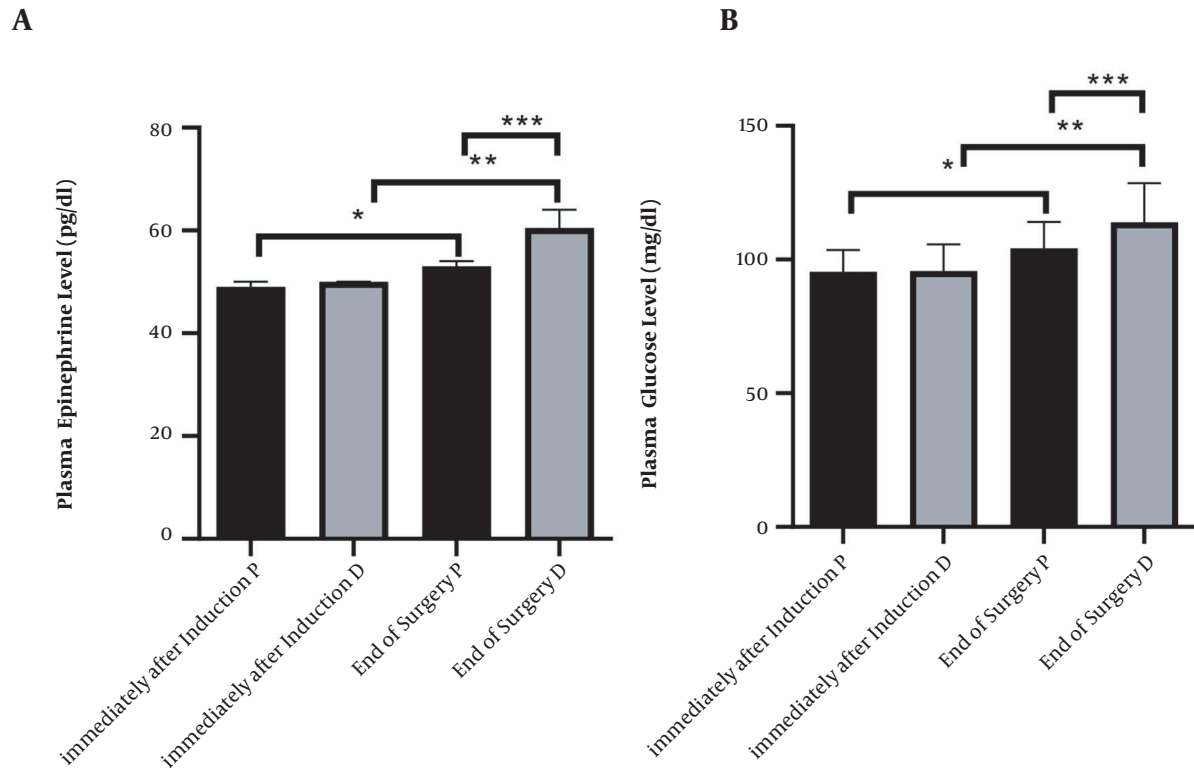 A
Plasma Epinephrine Level (pg/dl)
80
60
40
20
0
*
**
***
immediately after Induction P
immediately after Induction D
End of Surgery P
End of Surgery D
B
Plasma Glucose Level (mg/dl)
150
100
50
0
*
**
***
immediately after Induction P
immediately after Induction D
End of Surgery P
End of Surgery D